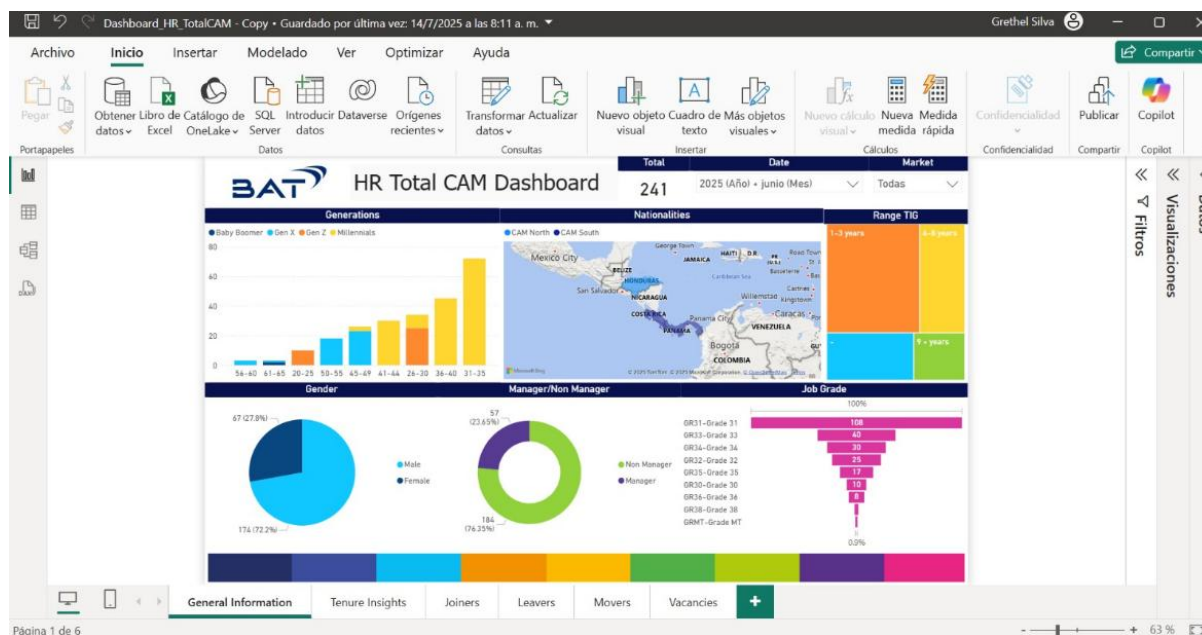 Dashboard_HR_TotalCAM - Copy • Guardado por última vez: 14/7/2025 a las 8:11 a. m.
Grethel Silva
Archivo Inicio Insertar Modelado Ver Optimizar Ayuda
Compartir
Pegar
Obtener datos
Libro de Excel
Catálogo de OneLake
SQL Server
Introducir datos
Dataverse
Orígenes recientes
Transformar datos
Actualizar
Nuevo objeto visual
Cuadro de texto
Más objetos visuales
Nuevo cálculo visual
Nueva medida
Medida rápida
Confidencialidad
Publicar
Copilot
Portapapeles Datos Consultas Insertar Cálculos Confidencialidad Compartir Copilot
BAT
HR Total CAM Dashboard
Total
241
Date
2025 (Año) + junio (Mes)
Market
Todas
Filtros
Visualizaciones
Datos
Generations
Baby Boomer Gen X Gen Z Millennials
80
60
40
20
0
56-60 61-65 20-25 50-55 45-49 41-44 26-30 36-40 31-35
Nationalities
CAM North CAM South
Mexico City
George Town
JAMAICA
HAITI
D.R.
P.R.
Road Town
BELIZE
Caribbean Sea
Basseterre
HONDURAS
San Salvador
NICARAGUA
Willemstad
Castries
Kingstown
COSTA RICA
Panama City
Caracas
PANAMA
VENEZUELA
Bogotá
COLOMBIA
Microsoft
Range TIG
1-3 years
4-8 years
-
9 + years
Gender
67 (27.8%)
174 (72.2%)
Male
Female
Manager/Non Manager
57
(23.65%)
184
(76.35%)
Non Manager
Manager
Job Grade
100%
GR31-Grade 31 108
GR33-Grade 33 40
GR34-Grade 34 30
GR32-Grade 32 25
GR35-Grade 35 17
GR30-Grade 30 10
GR36-Grade 36 8
GR38-Grade 38
GRMT-Grade MT
0.9%
General Information Tenure Insights Joiners Leavers Movers Vacancies
Página 1 de 6
63 %